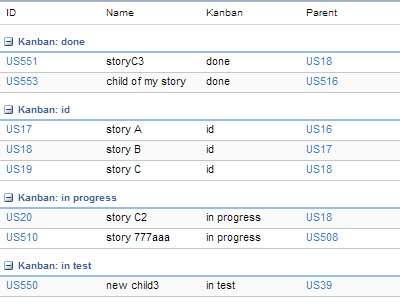 ID Name Kanban Parent
Kanban: done
US551 storyC3 done US18
US553 child of my story done US516
Kanban: id
US17 story A id US16
US18 story B id US17
US19 story C id US18
Kanban: in progress
US20 story C2 in progress US18
US510 story 777aaa in progress US508
Kanban: in test
US550 new child3 in test US39